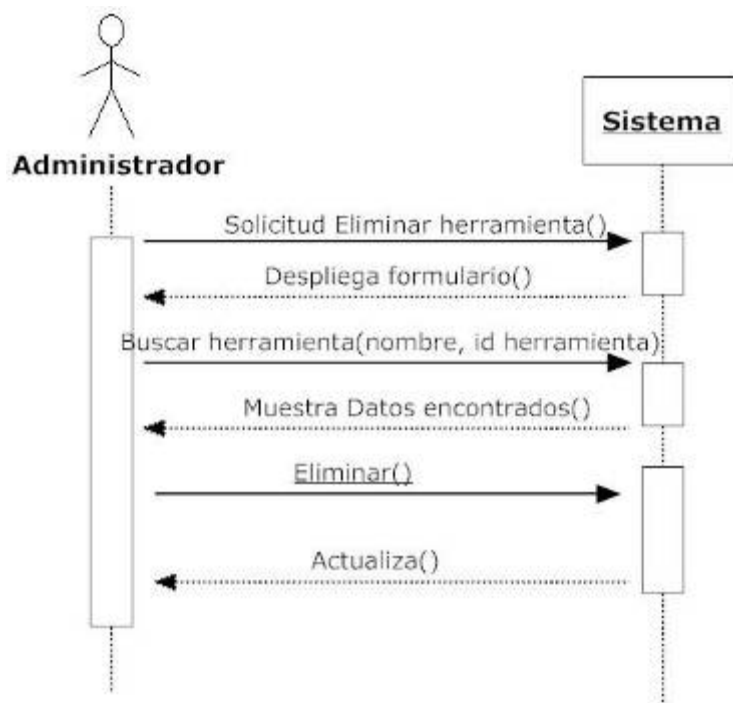 Sistema
Administrador
Solicitud Eliminar herramienta()
Despliega formulario()
Buscar herramienta(nombre, id herramienta)
Muestra Datos encontrados()
Eliminar()
Actualiza()